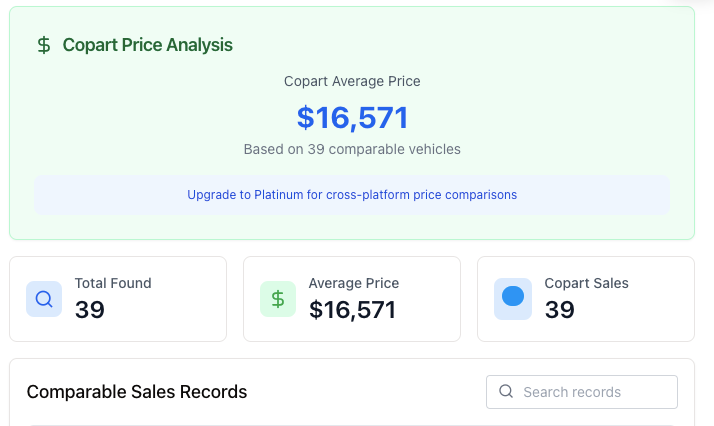 Copart Price Analysis
Copart Average Price
$16,571
Based on 39 comparable vehicles
Upgrade to Platinum for cross-platform price comparisons
Total Found
39
Average Price
$16,571
Copart Sales
39
Comparable Sales Records
Search records